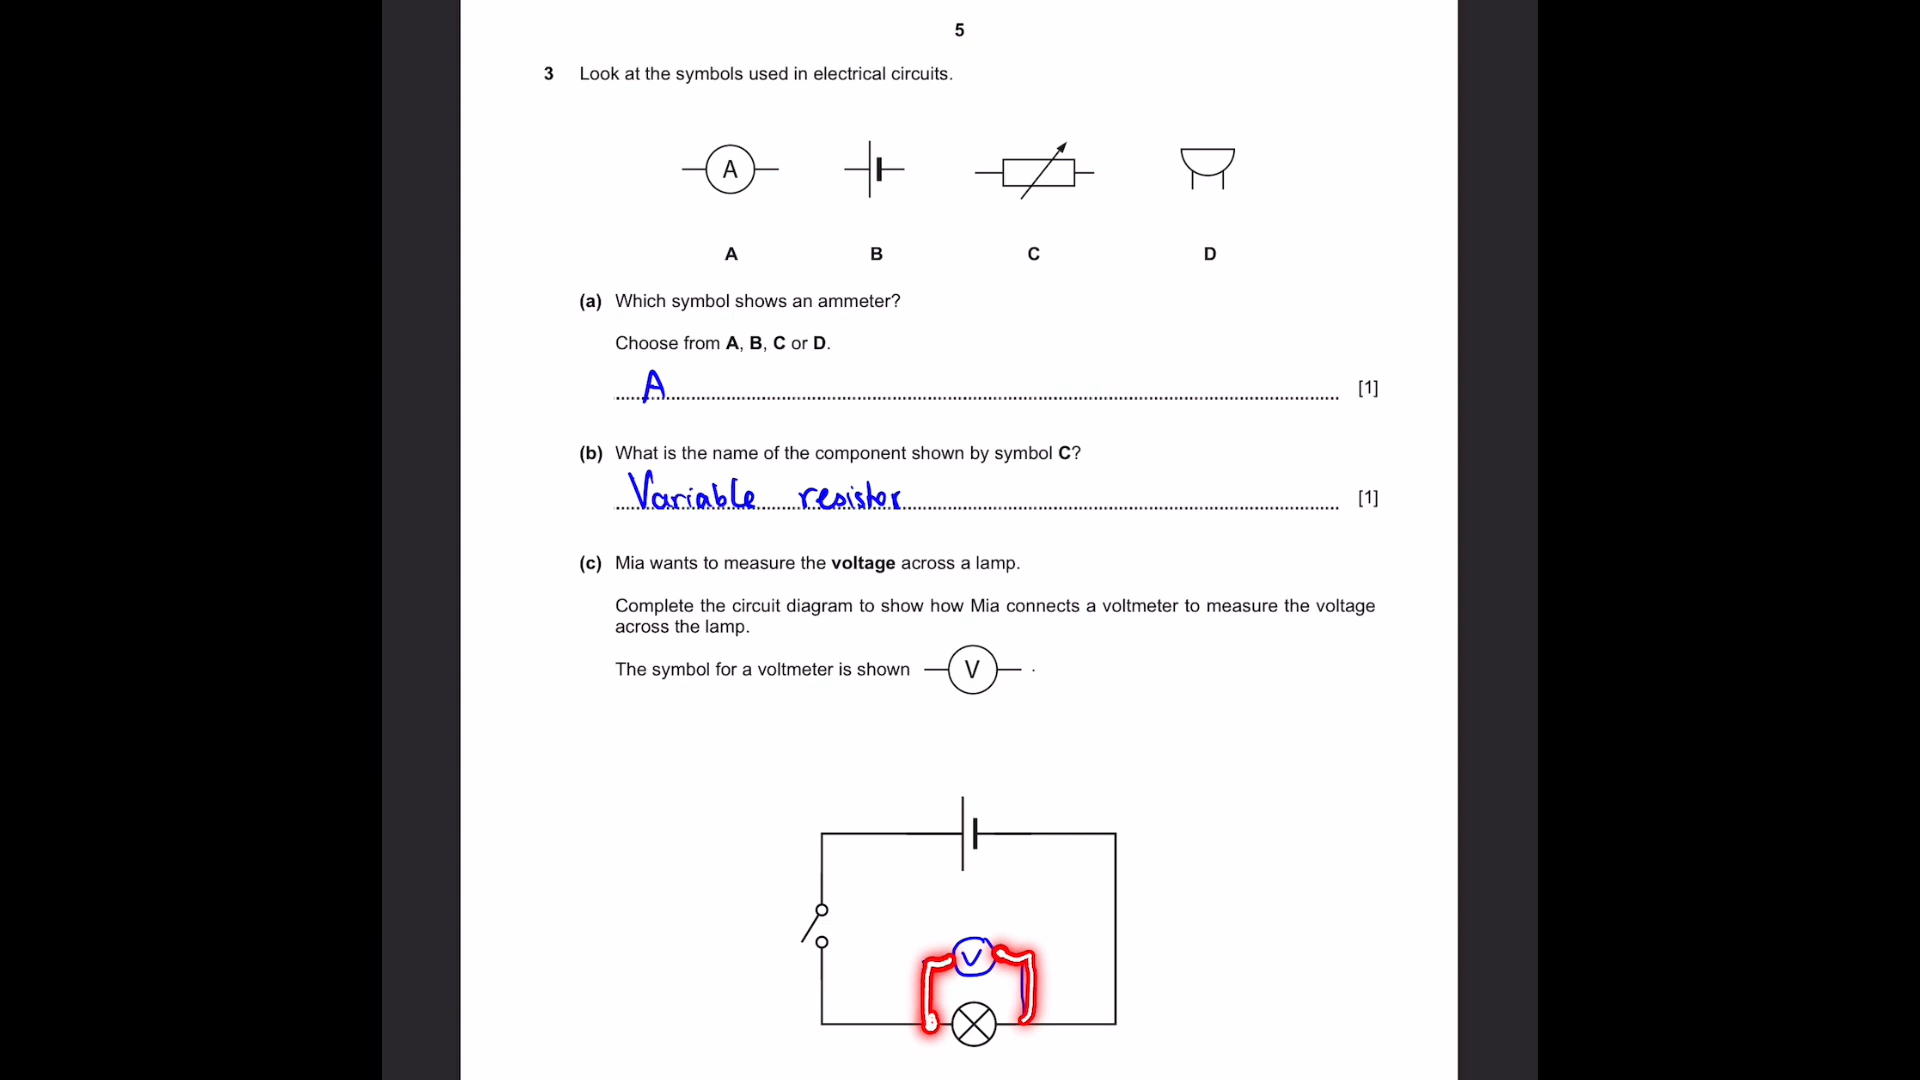 5
3 Look at the symbols used in electrical circuits.
A
A B C D
(a) Which symbol shows an ammeter?
Choose from A, B, C or D.
A [1]
(b) What is the name of the component shown by symbol C?
Variable resistor [1]
(c) Mia wants to measure the voltage across a lamp.
Complete the circuit diagram to show how Mia connects a voltmeter to measure the voltage
across the lamp.
The symbol for a voltmeter is shown V .
V